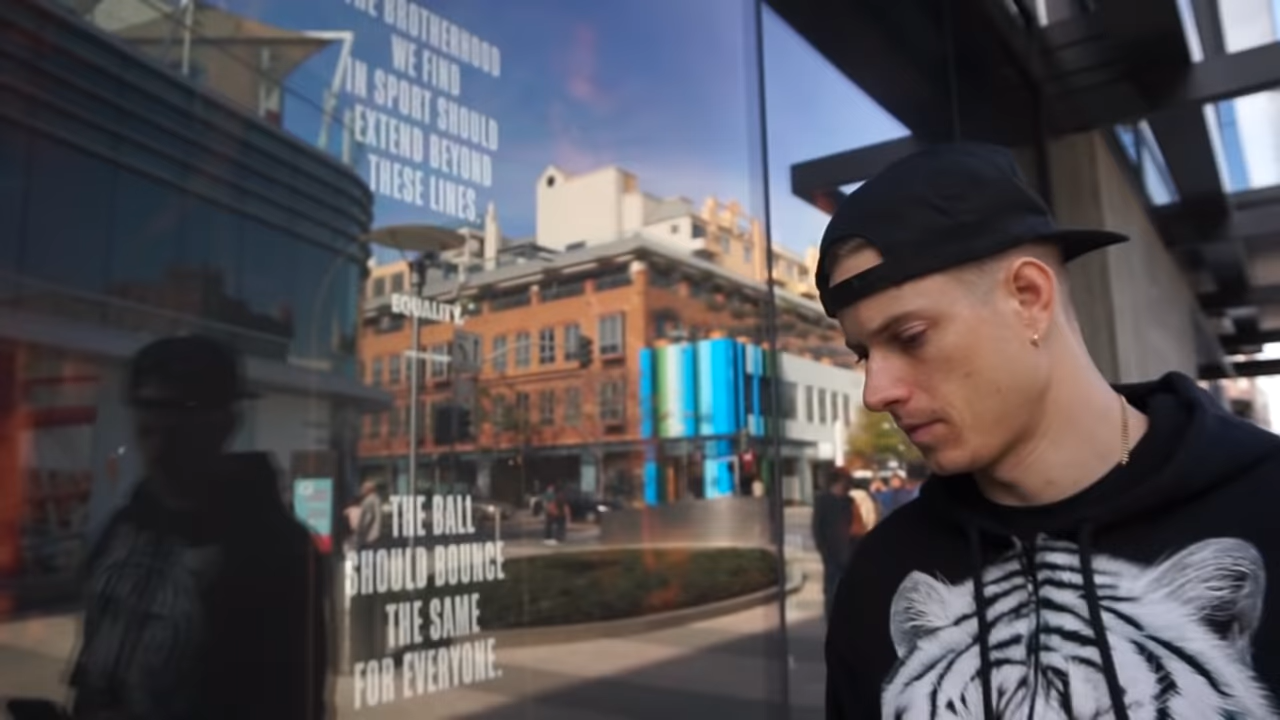 THE BROTHERHOOD
WE FIND
IN SPORT SHOULD
EXTEND BEYOND
THESE LINES.
EQUALITY.
THE BALL
SHOULD BOUNCE
THE SAME
FOR EVERYONE.